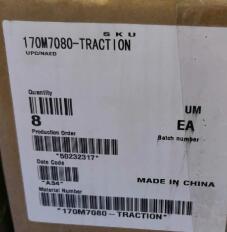 SKU
170M7080-TRACTION
UPC/NAED
Quantity
UM
8
EA
Production Order
Batch number
"50232317"
Date Code
"A34"
MADE IN CHINA
Material Number
"170M7080-TRACTION"